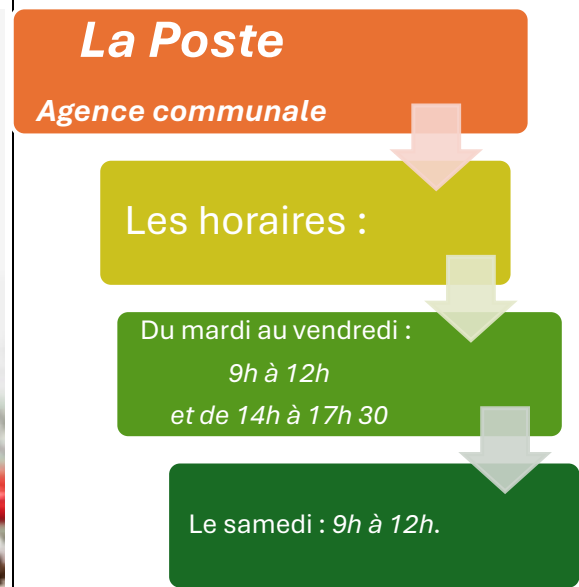 La Poste
Agence communale
Les horaires :
Du mardi au vendredi :
9h à 12h
et de 14h à 17h 30
Le samedi : 9h à 12h.